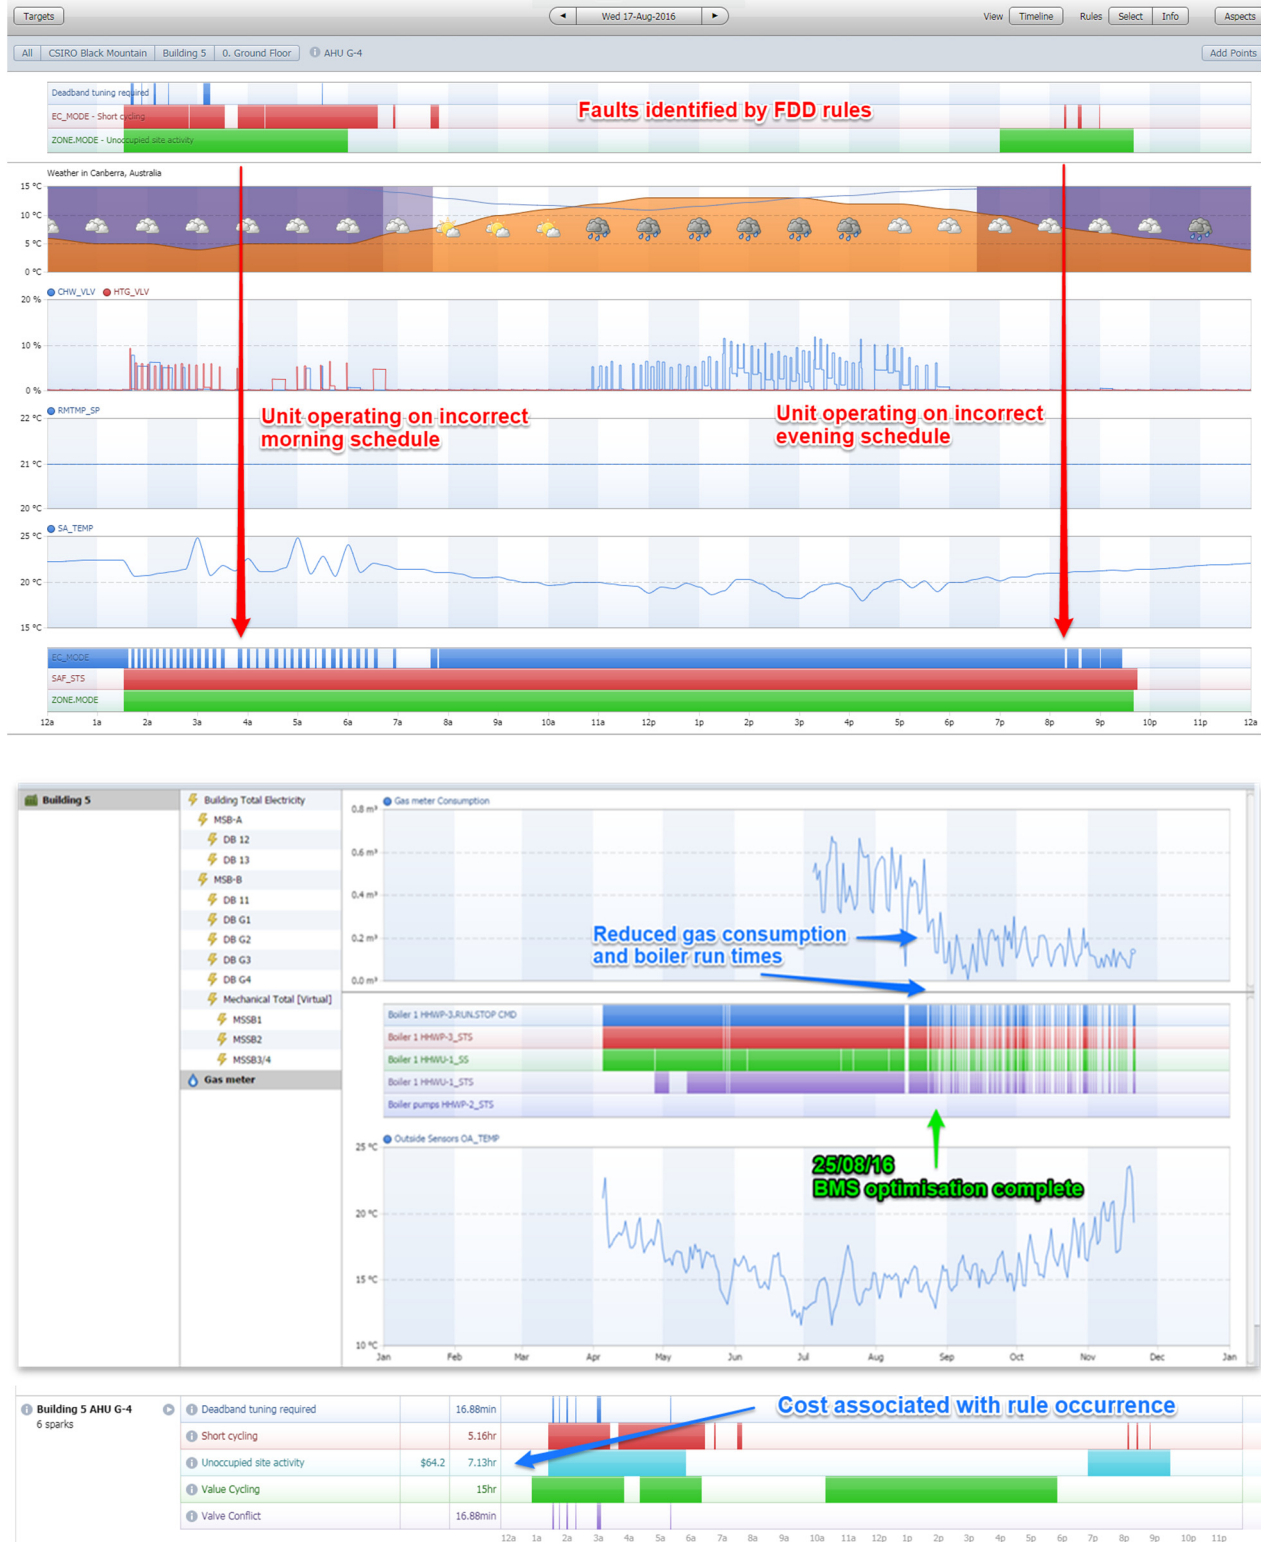 Targets
◄ Wed 17-Aug-2016 ►
View Timeline Rules Select Info Aspects
All CSIRO Black Mountain Building 5 0. Ground Floor AHU G-4 Add Points
Deadband tuning required
EC_MODE - Short cycling
ZONE.MODE - Unoccupied site activity
Faults identified by FDD rules
Weather in Canberra, Australia
15 °C
10 °C
5 °C
0 °C
CHW_VLV HTG_VLV
20 %
10 %
0 %
RMTMP_SP
22 °C
21 °C
20 °C
Unit operating on incorrect
morning schedule
Unit operating on incorrect
evening schedule
SA_TEMP
25 °C
20 °C
15 °C
EC_MODE
SAF_STS
ZONE.MODE
12a 1a 2a 3a 4a 5a 6a 7a 8a 9a 10a 11a 12p 1p 2p 3p 4p 5p 6p 7p 8p 9p 10p 11p 12a
Building 5
Building Total Electricity
MSB-A
DB 12
DB 13
MSB-B
DB 11
DB G1
DB G2
DB G3
DB G4
Mechanical Total [Virtual]
MSSB1
MSSB2
MSSB3/4
Gas meter
Gas meter Consumption
0.8 m³
0.6 m³
0.4 m³
0.2 m³
0.0 m³
Reduced gas consumption
and boiler run times
Boiler 1 HHWP-3.RUN.STOP CMD
Boiler 1 HHWP-3_STS
Boiler 1 HHWU-1_SS
Boiler 1 HHWU-1_STS
Boiler pumps HHWP-2_STS
Outside Sensors OA_TEMP
25 °C
20 °C
15 °C
10 °C
25/08/16
BMS optimisation complete
Jan Feb Mar Apr May Jun Jul Aug Sep Oct Nov Dec Jan
Building 5 AHU G-4
6 sparks
Deadband tuning required 16.88min
Short cycling 5.16hr
Unoccupied site activity $64.2 7.13hr
Value Cycling 15hr
Valve Conflict 16.88min
Cost associated with rule occurrence
12a 1a 2a 3a 4a 5a 6a 7a 8a 9a 10a 11a 12p 1p 2p 3p 4p 5p 6p 7p 8p 9p 10p 11p